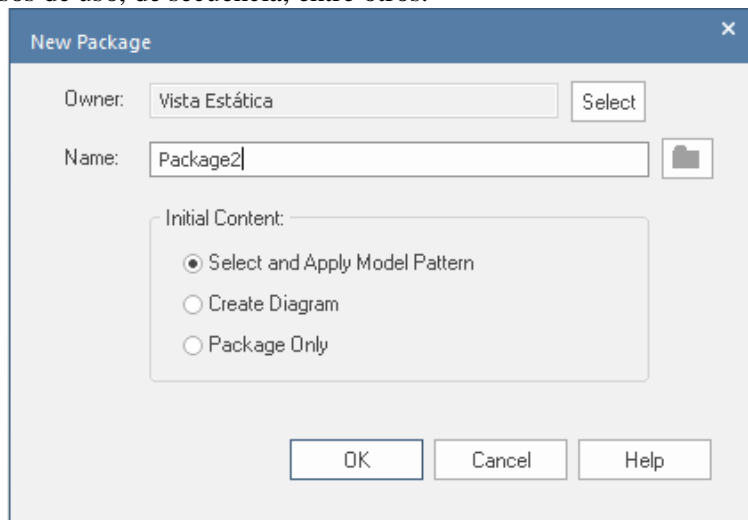 New Package
Owner: Vista Estática Select
Name: Package2
Initial Content:
Select and Apply Model Pattern
Create Diagram
Package Only
OK Cancel Help